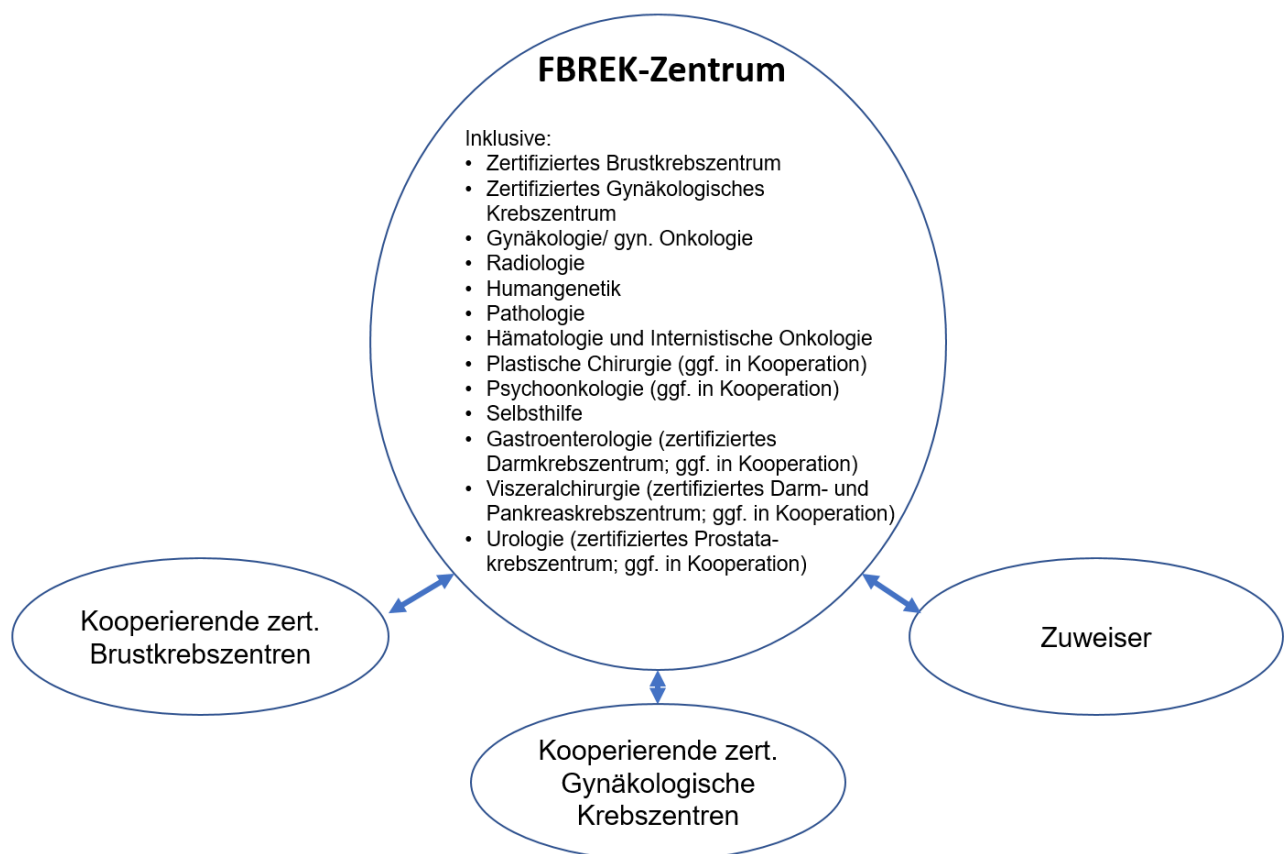 FBREK-Zentrum
Inklusive:
• Zertifiziertes Brustkrebszentrum
• Zertifiziertes Gynäkologisches
Krebszentrum
• Gynäkologie/ gyn. Onkologie
• Radiologie
• Humangenetik
• Pathologie
• Hämatologie und Internistische Onkologie
• Plastische Chirurgie (ggf. in Kooperation)
• Psychoonkologie (ggf. in Kooperation)
• Selbsthilfe
• Gastroenterologie (zertifiziertes
Darmkrebszentrum; ggf. in Kooperation)
• Viszeralchirurgie (zertifiziertes Darm- und
Pankreaskrebszentrum; ggf. in Kooperation)
• Urologie (zertifiziertes Prostata-
krebszentrum; ggf. in Kooperation)
Kooperierende zert.
Brustkrebszentren
Zuweiser
Kooperierende zert.
Gynäkologische
Krebszentren